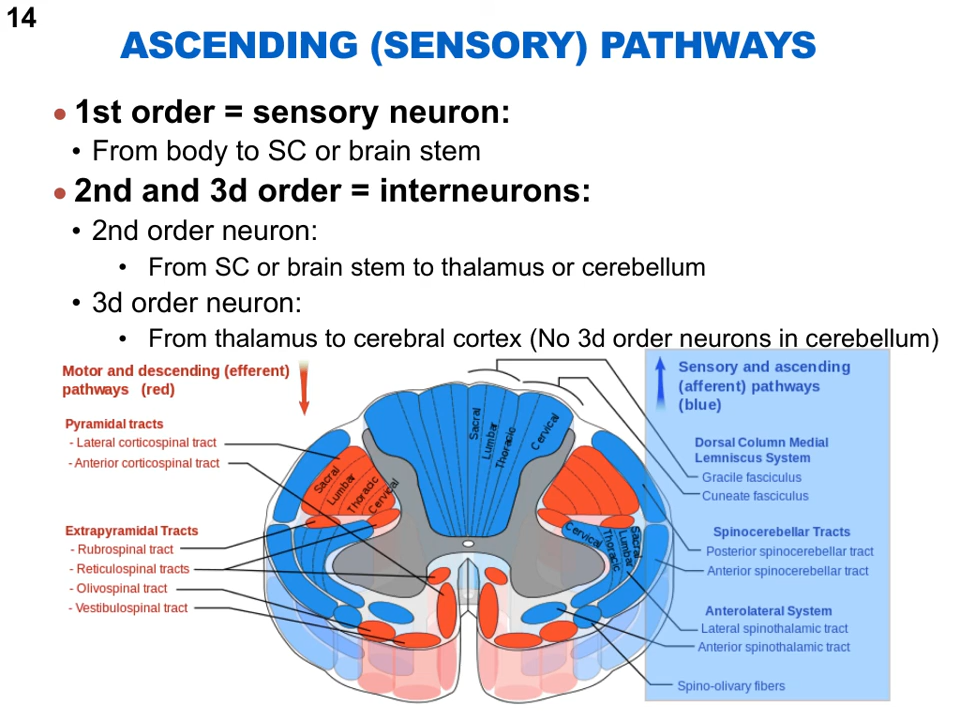 14
ASCENDING (SENSORY) PATHWAYS
• 1st order = sensory neuron:
• From body to SC or brain stem
• 2nd and 3d order = interneurons:
• 2nd order neuron:
• From SC or brain stem to thalamus or cerebellum
• 3d order neuron:
• From thalamus to cerebral cortex (No 3d order neurons in cerebellum)
Motor and descending (efferent)
pathways (red)
Pyramidal tracts
- Lateral corticospinal tract
- Anterior corticospinal tract
Extrapyramidal Tracts
- Rubrospinal tract
- Reticulospinal tracts
- Olivospinal tract
- Vestibulospinal tract
Sacral
Lumbar
Thoracic
Cervical
Sacral
Lumbar
Thoracic
Cervical
Cervical
Thoracic
Lumbar
Sacral
Sensory and ascending
(afferent) pathways
(blue)
Dorsal Column Medial
Lemniscus System
Gracile fasciculus
Cuneate fasciculus
Spinocerebellar Tracts
Posterior spinocerebellar tract
Anterior spinocerebellar tract
Anterolateral System
Lateral spinothalamic tract
Anterior spinothalamic tract
Spino-olivary fibers